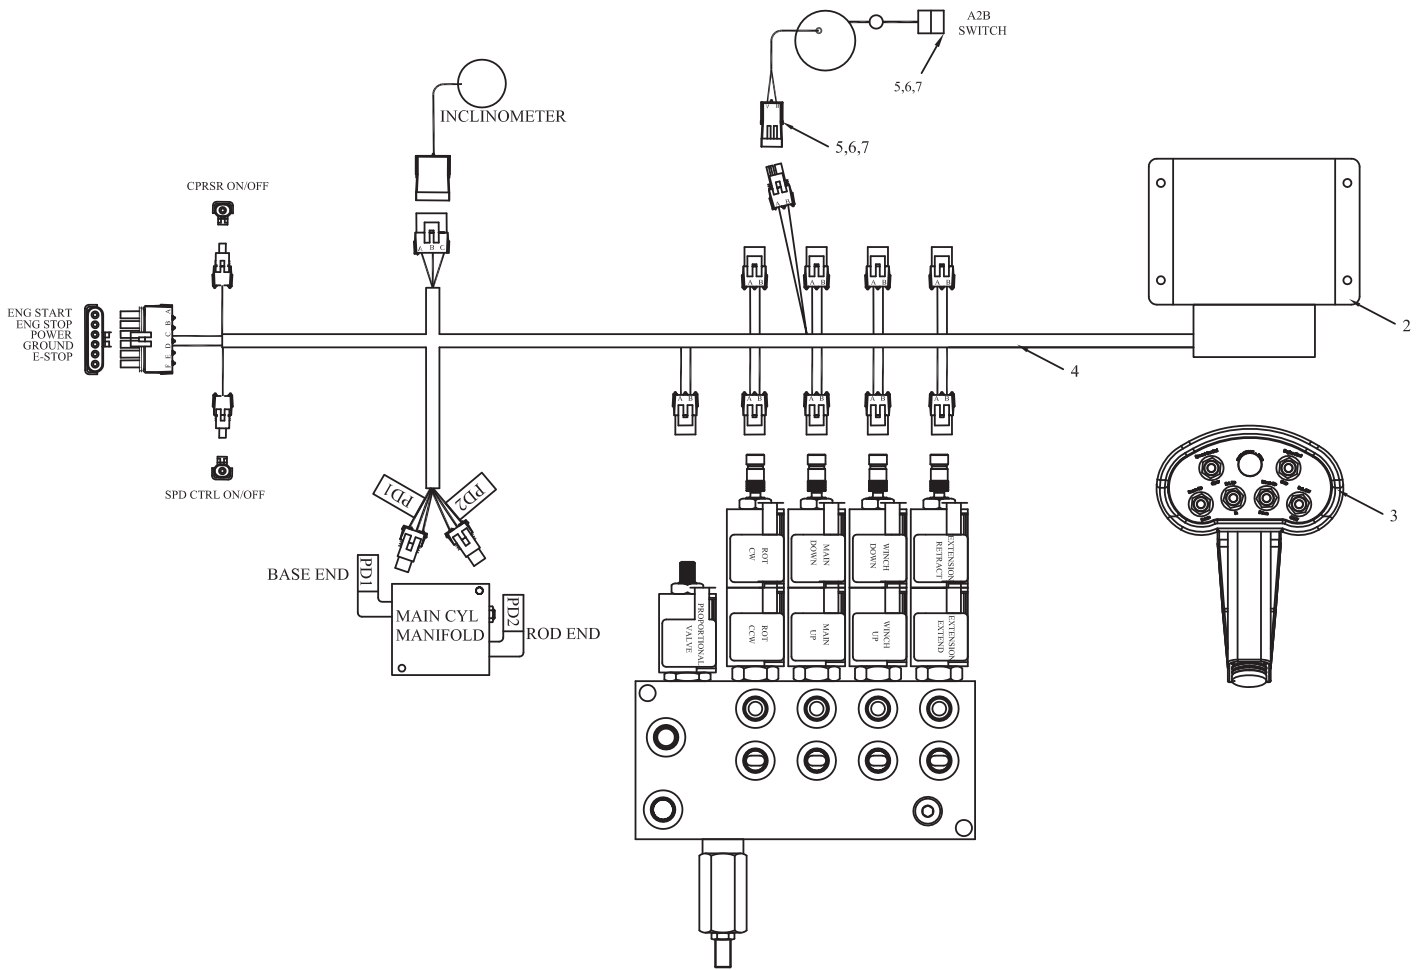 A2B
SWITCH
5,6,7
5,6,7
INCLINOMETER
CPRSR ON/OFF
A B
A B C
A B
A B
A B
A B
A B
2
ENG START
ENG STOP
POWER
GROUND
E-STOP
A
B
C
D
E
F
4
A B
A B
A B
A B
A B
SPD CTRL ON/OFF
PD1
PD2
3
BASE END
PD1
MAIN CYL
MANIFOLD
PD2
ROD END
ROT
CW
MAIN
DOWN
WINCH
DOWN
EXTENSION
RETRACT
PROPORTIONAL
VALVE
ROT
CCW
MAIN
UP
WINCH
UP
EXTENSION
EXTEND